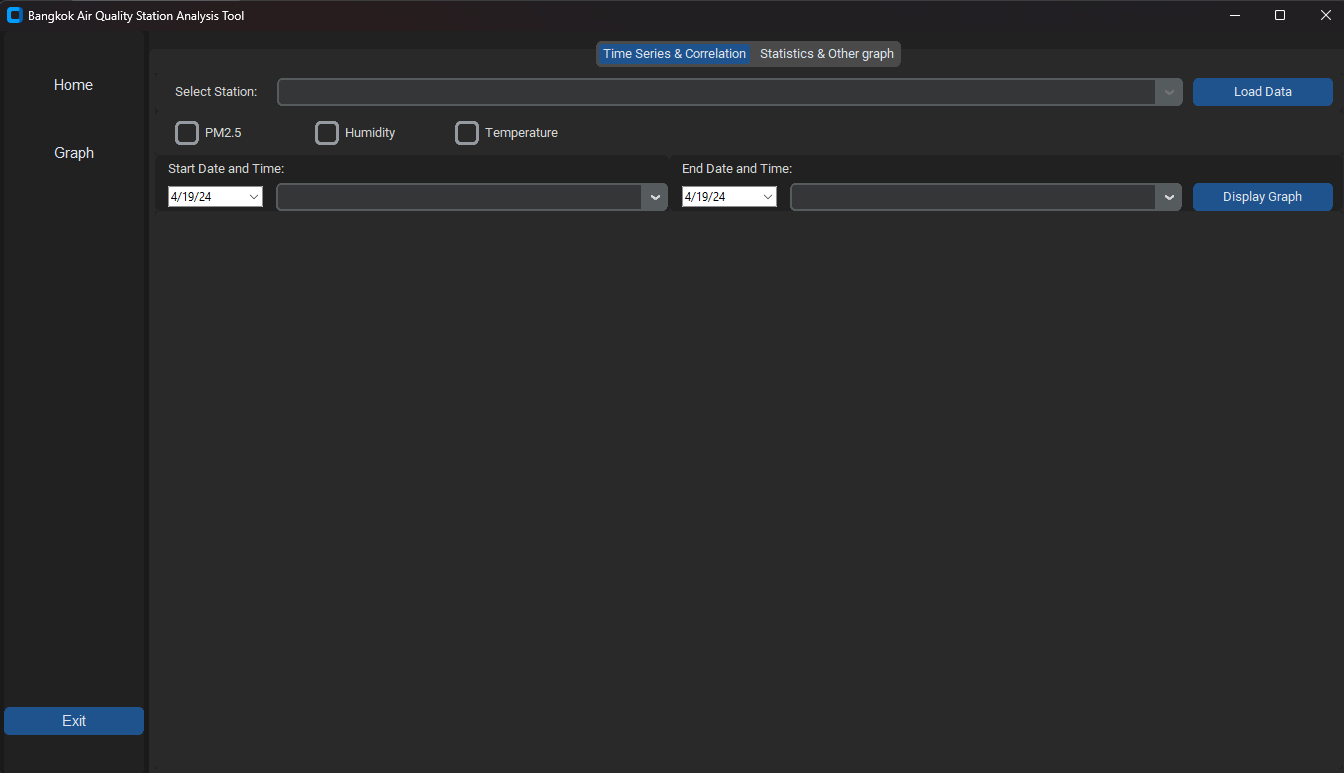 Bangkok Air Quality Station Analysis Tool
Home
Graph
Exit
Time Series & Correlation Statistics & Other graph
Select Station: Load Data
PM2.5 Humidity Temperature
Start Date and Time: End Date and Time:
4/19/24 4/19/24 Display Graph